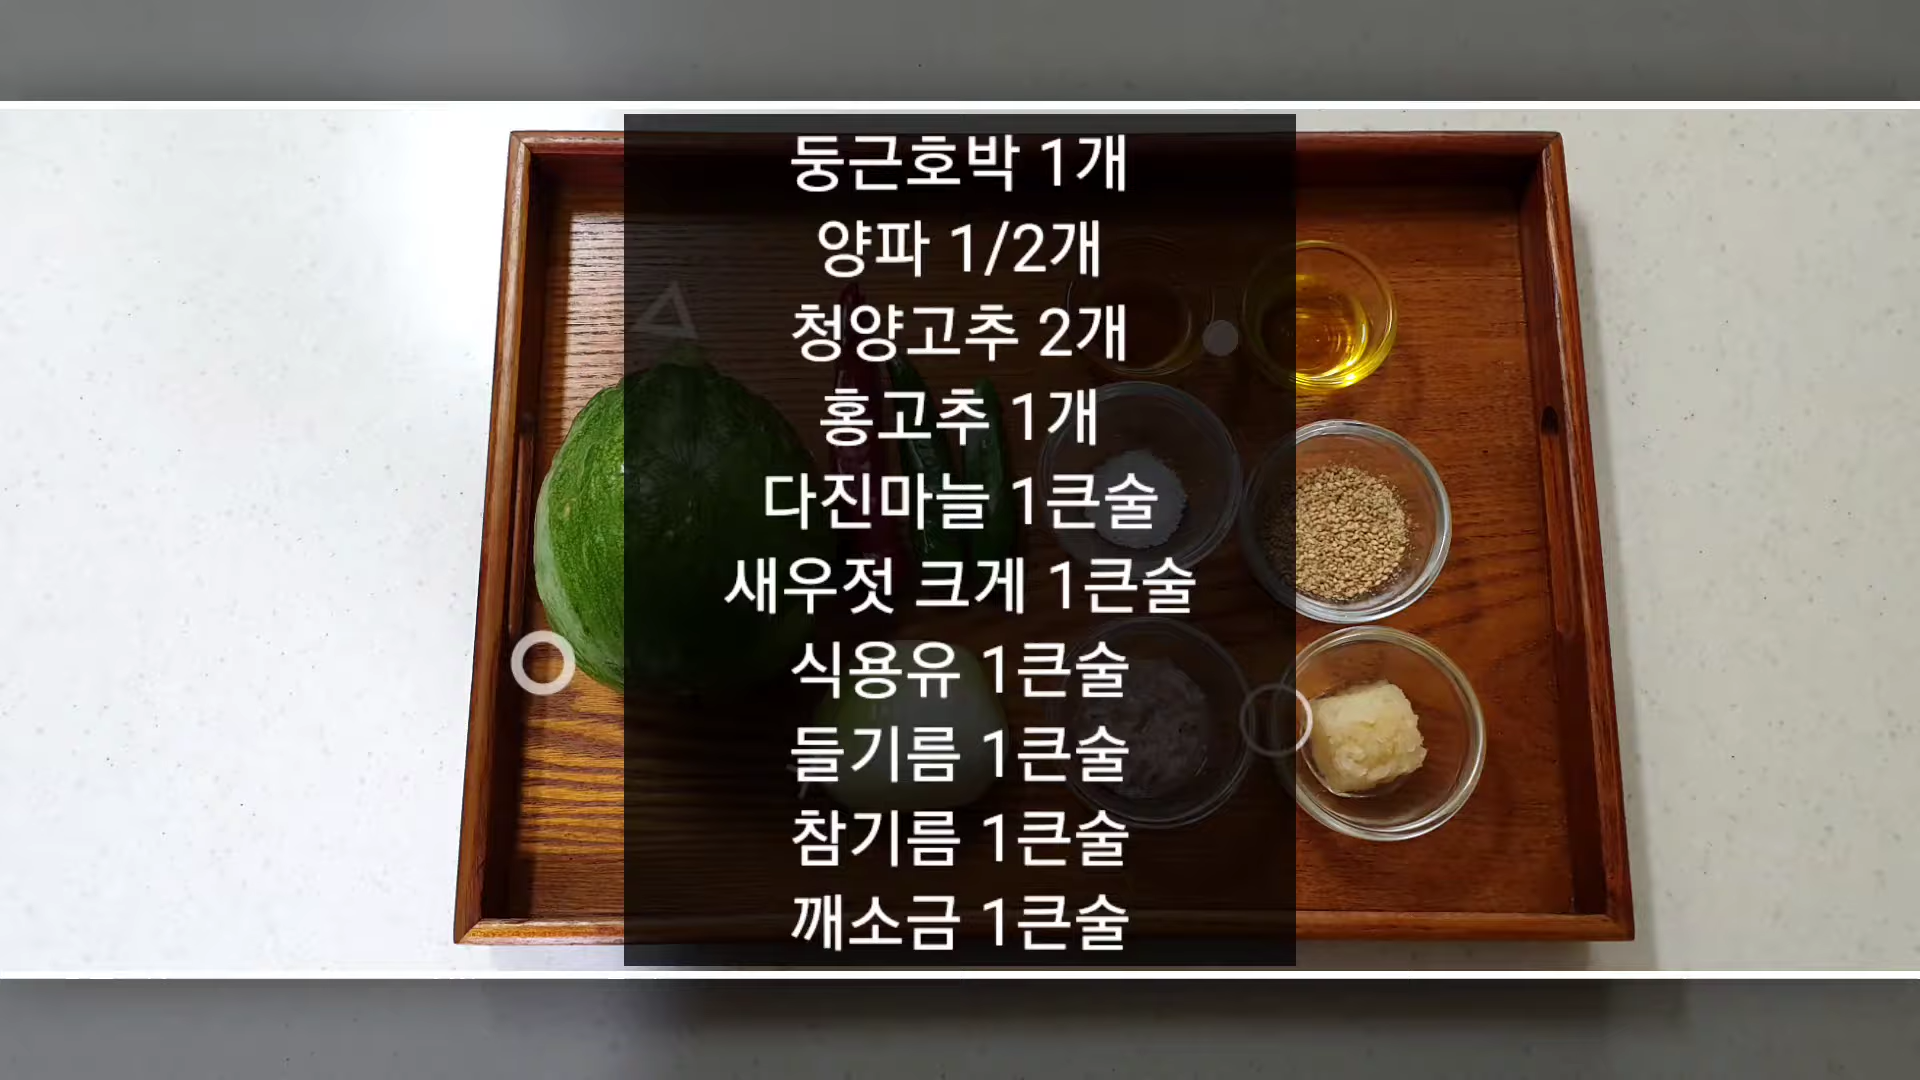 둥근호박 1개
양파 1/2개
청양고추 2개
홍고추 1개
다진마늘 1큰술
새우젓 크게 1큰술
식용유 1큰술
들기름 1큰술
참기름 1큰술
깨소금 1큰술